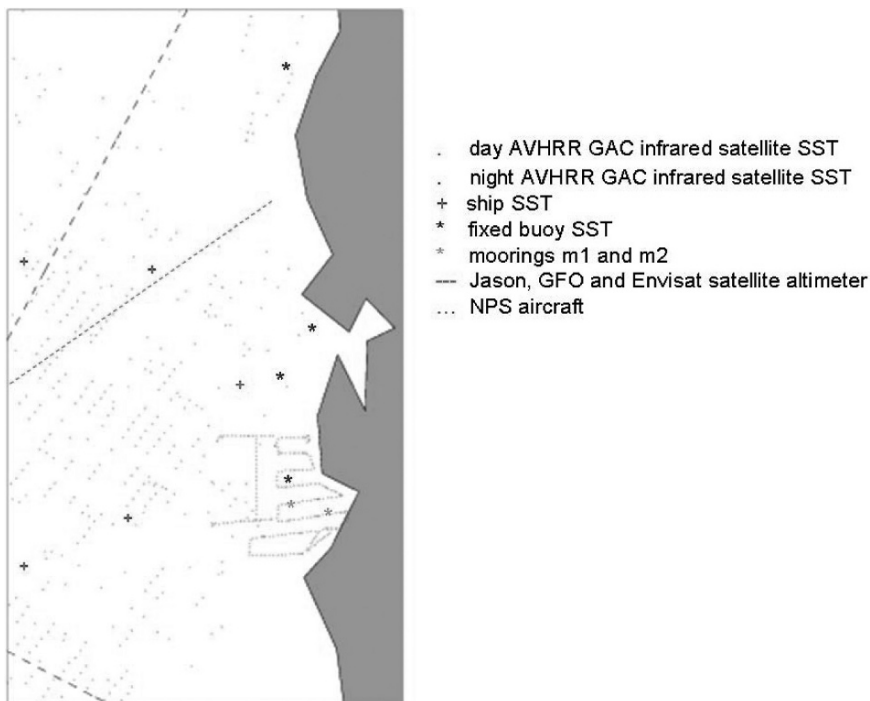 . day AVHRR GAC infrared satellite SST
. night AVHRR GAC infrared satellite SST
+ ship SST
* fixed buoy SST
* moorings m1 and m2
--- Jason, GFO and Envisat satellite altimeter
... NPS aircraft